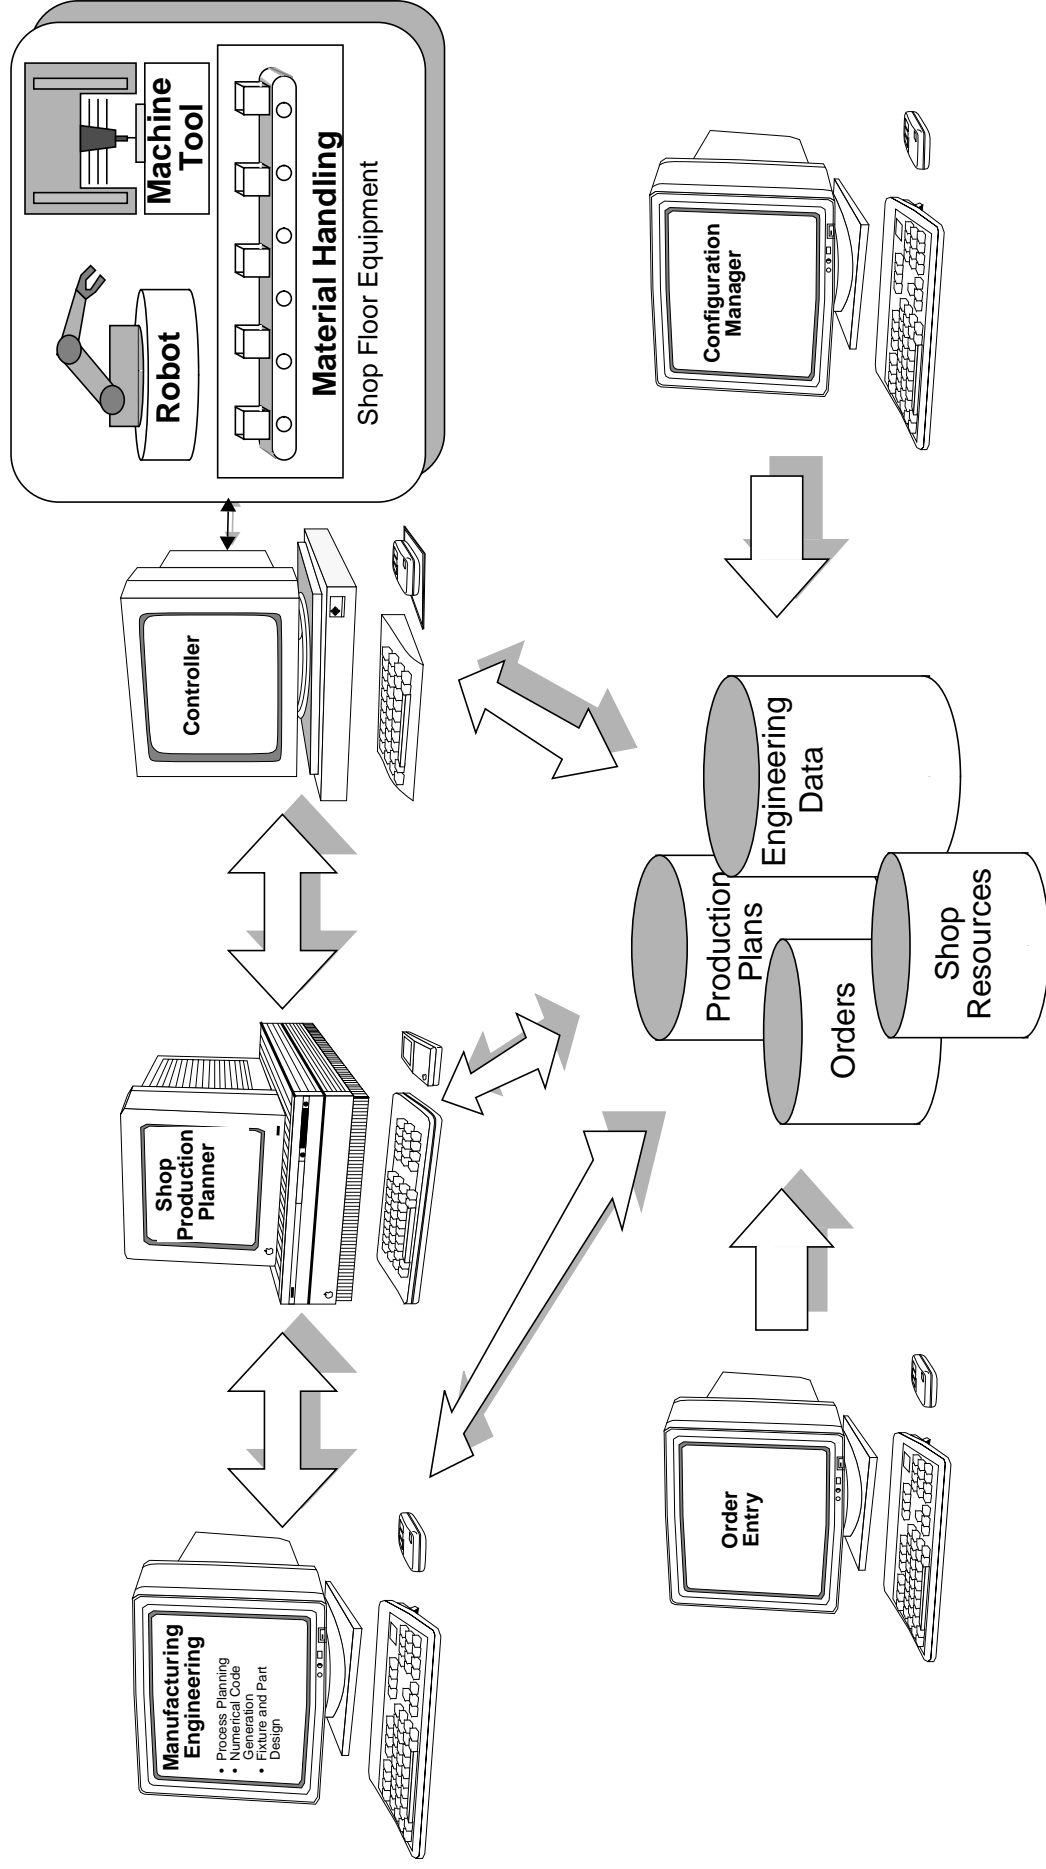 Manufacturing
Engineering
• Process Planning
• Numerical Code
Generation
• Fixture and Part
Design
Shop
Production
Planner
Controller
Robot
Machine
Tool
Material Handling
Shop Floor Equipment
Order
Entry
Production
Plans
Engineering
Data
Orders
Shop
Resources
Configuration
Manager